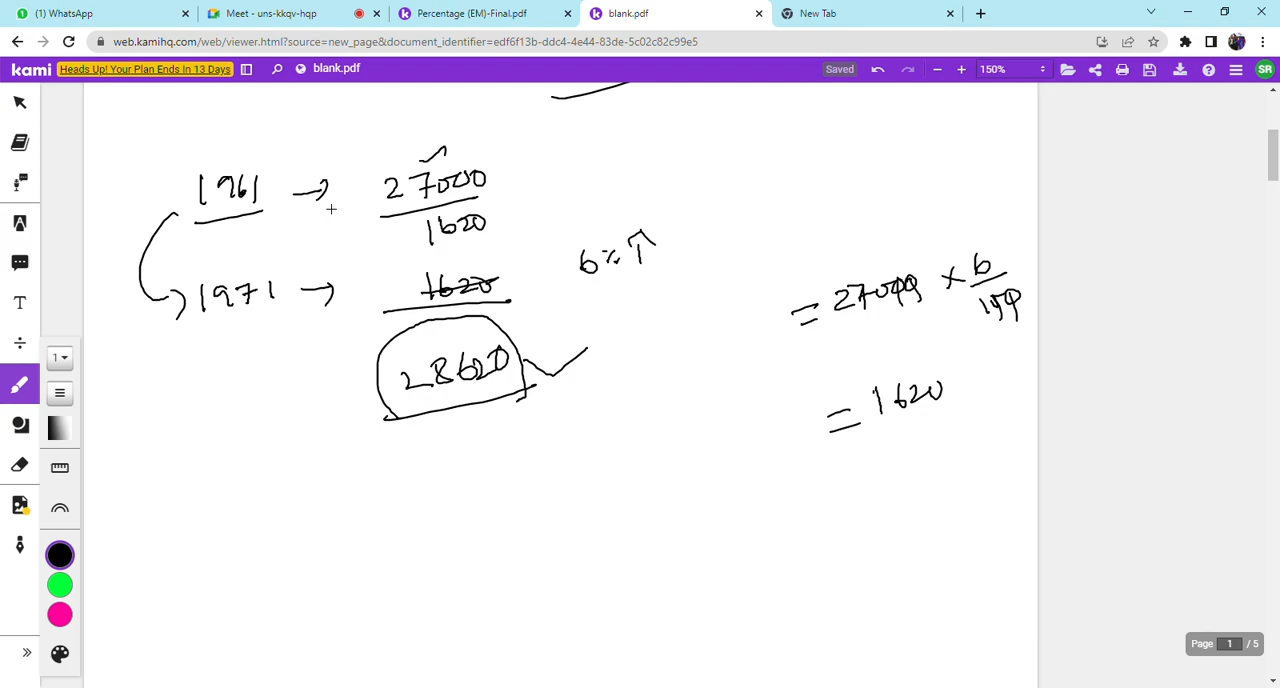 (1) WhatsApp
Meet - uns-kkqv-hqp
Percentage (EM)-Final.pdf
blank.pdf
New Tab
web.kamihq.com/web/viewer.html?source=new_page&document_identifier=edf6f13b-ddc4-4e44-83de-5c02c82c99e5
kami
Heads Up! Your Plan Ends In 13 Days
blank.pdf
Saved
150%
SR
1961 → 27000
1620
6% ↑
1971 → 1620
= 27000 × 6/100
28620
= 1620
1
Page 1 / 5